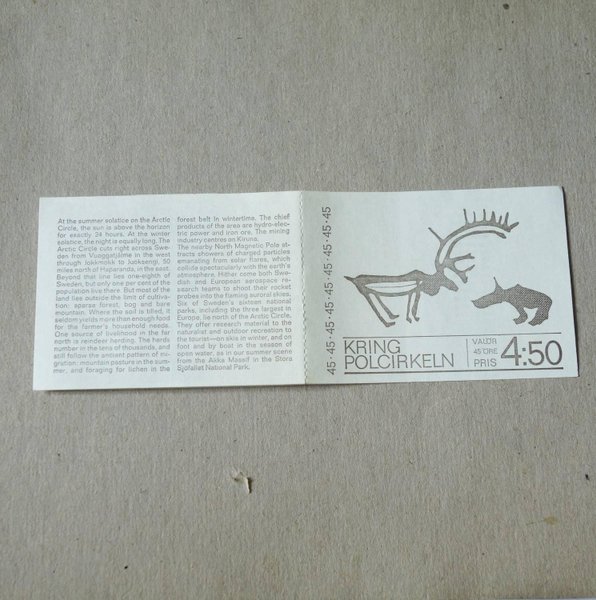 At the summer solstice on the Arctic
Circle, the sun is above the horizon
for exactly 24 hours. At the winter
solstice, the night is equally long. The
Arctic Circle cuts right across Swe-
den from Vuoggatjålme in the west
through Jokkmokk to Juoksengi, 50
miles north of Haparanda, in the east.
Beyond that line lies one-eighth of
Sweden, but only one per cent of the
population live there. But most of the
land lies outside the limit of cultiva-
tion: sparse forest, bog and bare
mountain. Where the soil is tilled, it
seldom yields more than enough food
for the farmer's household needs.
One source of livelihood in the far
north is reindeer herding. The herds
number in the tens of thousands, and
still follow the ancient pattern of mi-
gration: mountain pasture in the sum-
mer, and foraging for lichen in the
forest belt in wintertime. The chief
products of the area are hydro-elec-
tric power and iron ore. The mining
industry centres on Kiruna.
The nearby North Magnetic Pole at-
tracts showers of charged particles
emanating from solar flares, which
collide spectacularly with the earth's
atmosphere. Hither come both Swe-
dish and European aerospace re-
search teams to shoot their rocket
probes into the flaming auroral skies.
Six of Sweden's sixteen national
parks, including the three largest in
Europe, lie north of the Arctic Circle.
They offer research material to the
naturalist and outdoor recreation to
the tourist—on skis in winter, and on
foot and by boat in the season of
open water, as in our summer scene
from the Akka Massif in the Stora
Sjöfallet National Park.
45·45·45·45·45·45·45·45·45·45
KRING
POLCIRKELN
VALÖR
45 ÖRE
PRIS
4:50